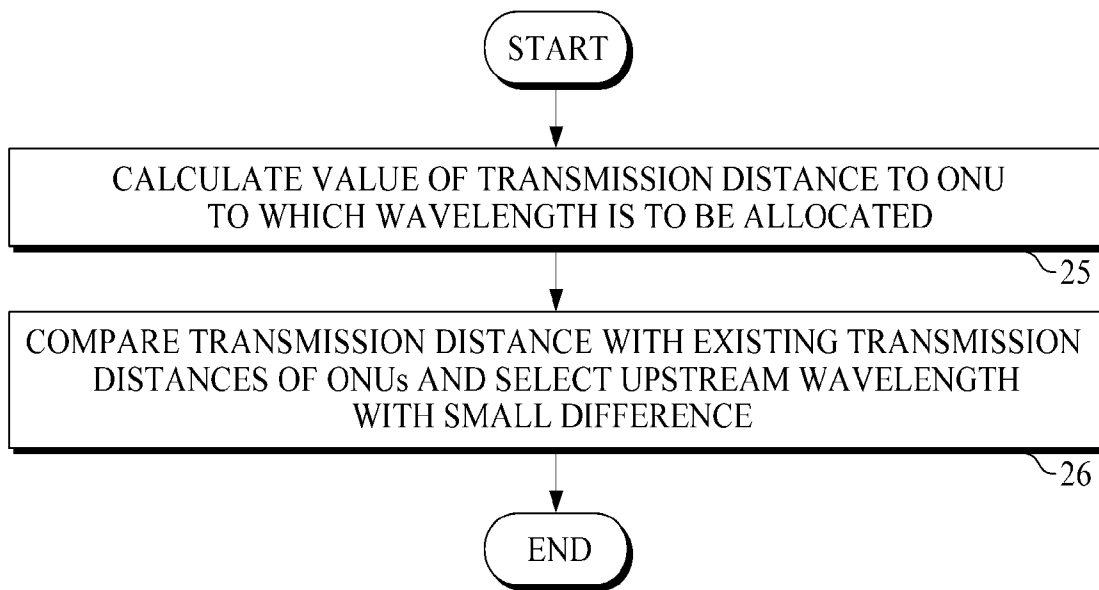 START
CALCULATE VALUE OF TRANSMISSION DISTANCE TO ONU
TO WHICH WAVELENGTH IS TO BE ALLOCATED
25
COMPARE TRANSMISSION DISTANCE WITH EXISTING TRANSMISSION
DISTANCES OF ONUs AND SELECT UPSTREAM WAVELENGTH
WITH SMALL DIFFERENCE
26
END